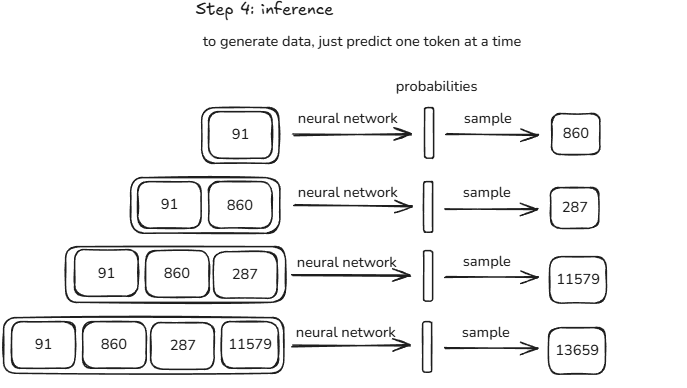 Step 4: inference
to generate data, just predict one token at a time
probabilities
91 neural network sample 860
91 860 neural network sample 287
91 860 287 neural network sample 11579
91 860 287 11579 neural network sample 13659